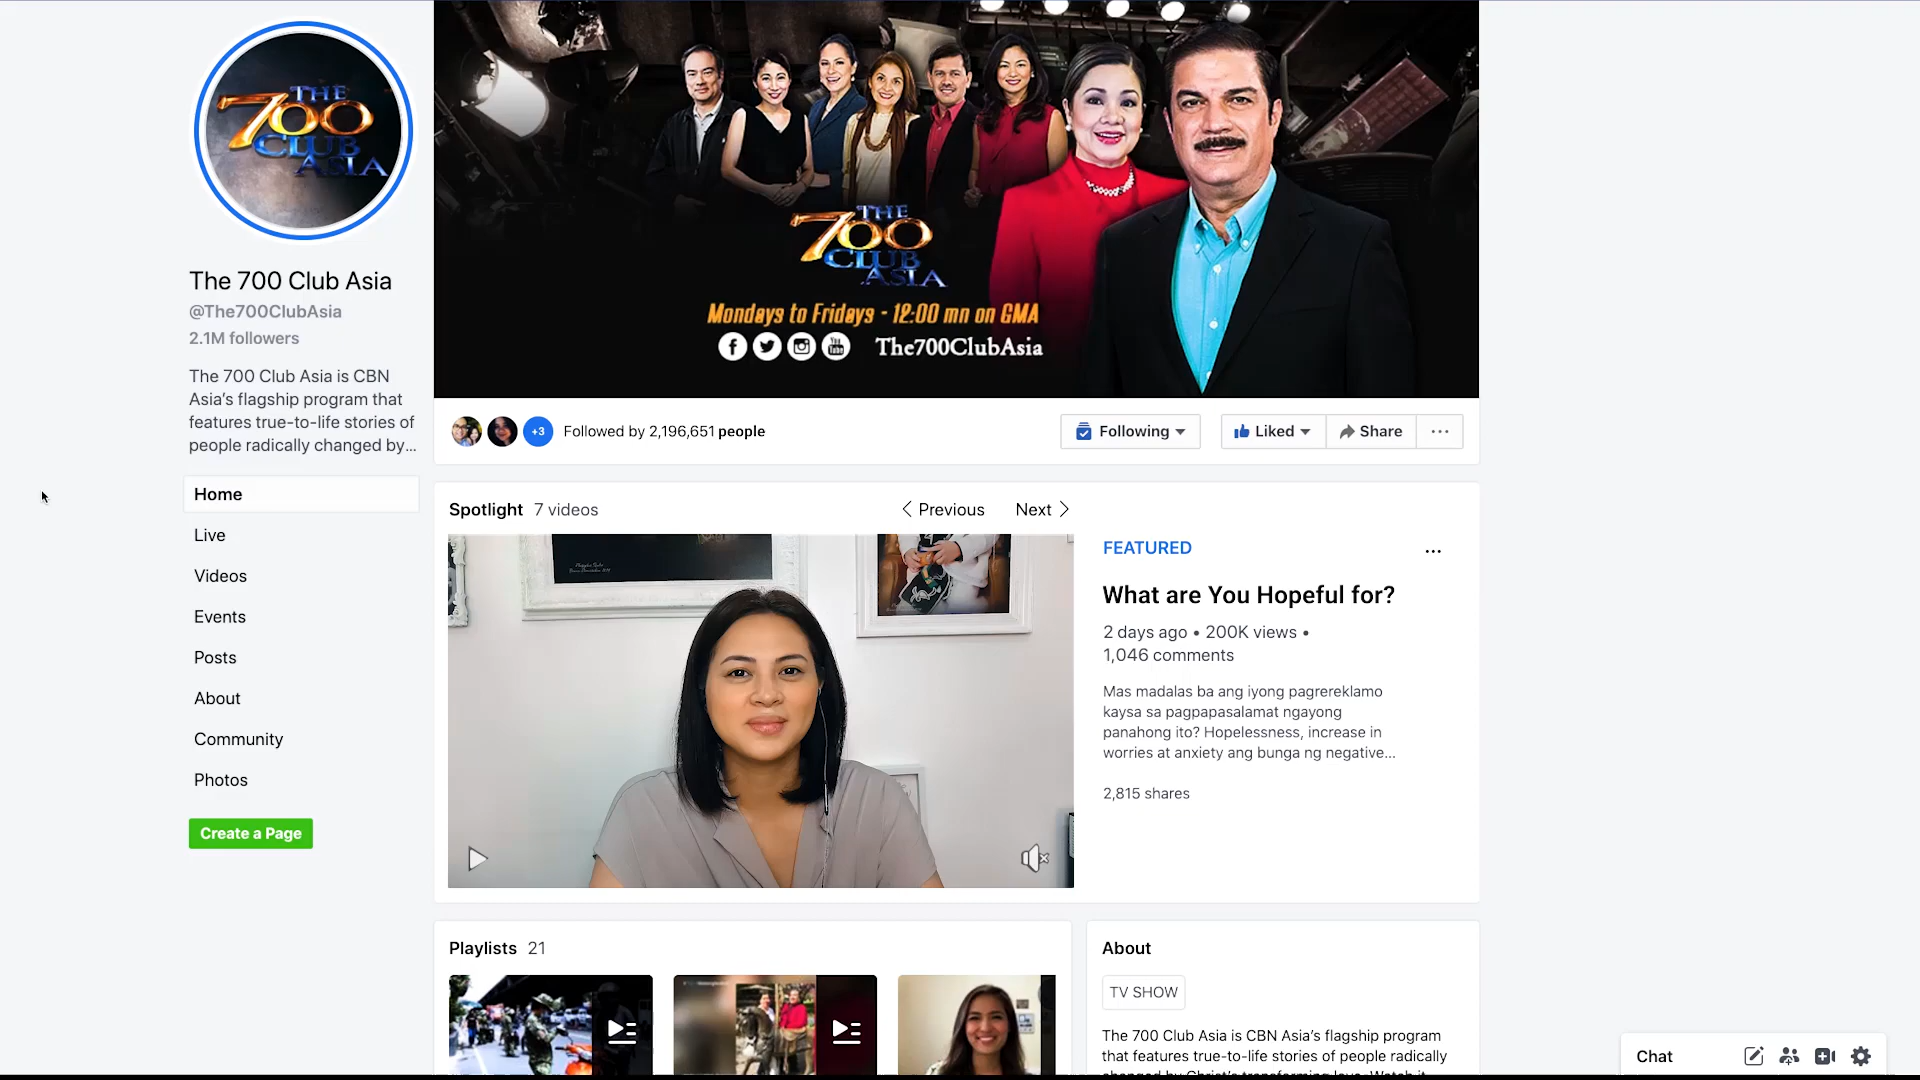 THE
700
CLUB
ASIA
The 700 Club Asia
@The700ClubAsia
2.1M followers
The 700 Club Asia is CBN
Asia's flagship program that
features true-to-life stories of
people radically changed by...
Home
Live
Videos
Events
Posts
About
Community
Photos
Create a Page
THE
700
CLUB
ASIA
Mondays to Fridays - 12:00 mn on GMA
The700ClubAsia
+3
Followed by 2,196,651 people
Following
Liked
Share
Spotlight 7 videos
Previous
Next
FEATURED
What are You Hopeful for?
2 days ago • 200K views •
1,046 comments
Mas madalas ba ang iyong pagrereklamo
kaysa sa pagpapasalamat ngayong
panahong ito? Hopelessness, increase in
worries at anxiety ang bunga ng negative...
2,815 shares
Playlists 21
About
TV SHOW
The 700 Club Asia is CBN Asia's flagship program
that features true-to-life stories of people radically
Chat